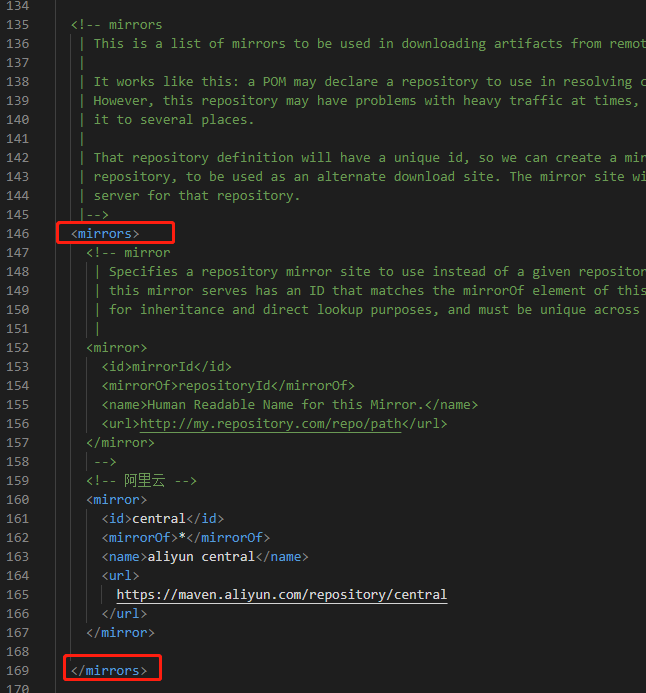 134
135 <!-- mirrors
136 | This is a list of mirrors to be used in downloading artifacts from remot
137 |
138 | It works like this: a POM may declare a repository to use in resolving c
139 | However, this repository may have problems with heavy traffic at times,
140 | it to several places.
141 |
142 | That repository definition will have a unique id, so we can create a mir
143 | repository, to be used as an alternate download site. The mirror site wi
144 | server for that repository.
145 |-->
146 <mirrors>
147 <!-- mirror
148 | Specifies a repository mirror site to use instead of a given repositor
149 | this mirror serves has an ID that matches the mirrorOf element of this
150 | for inheritance and direct lookup purposes, and must be unique across
151 |
152 <mirror>
153 <id>mirrorId</id>
154 <mirrorOf>repositoryId</mirrorOf>
155 <name>Human Readable Name for this Mirror.</name>
156 <url>http://my.repository.com/repo/path</url>
157 </mirror>
158 -->
159 <!-- 阿里云 -->
160 <mirror>
161 <id>central</id>
162 <mirrorOf>*</mirrorOf>
163 <name>aliyun central</name>
164 <url>
165 https://maven.aliyun.com/repository/central
166 </url>
167 </mirror>
168
169 </mirrors>
170